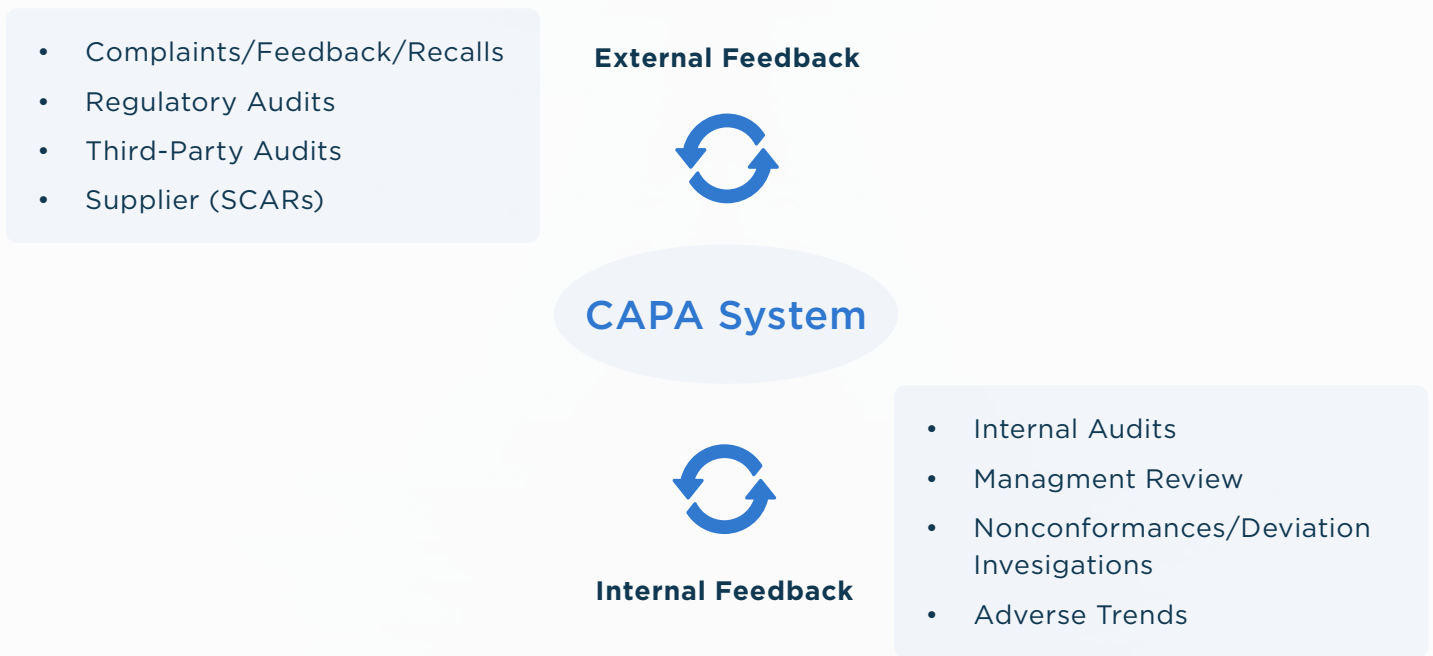 • Complaints/Feedback/Recalls
• Regulatory Audits
• Third-Party Audits
• Supplier (SCARs)
External Feedback
CAPA System
Internal Feedback
• Internal Audits
• Managment Review
• Nonconformances/Deviation
Invesigations
• Adverse Trends